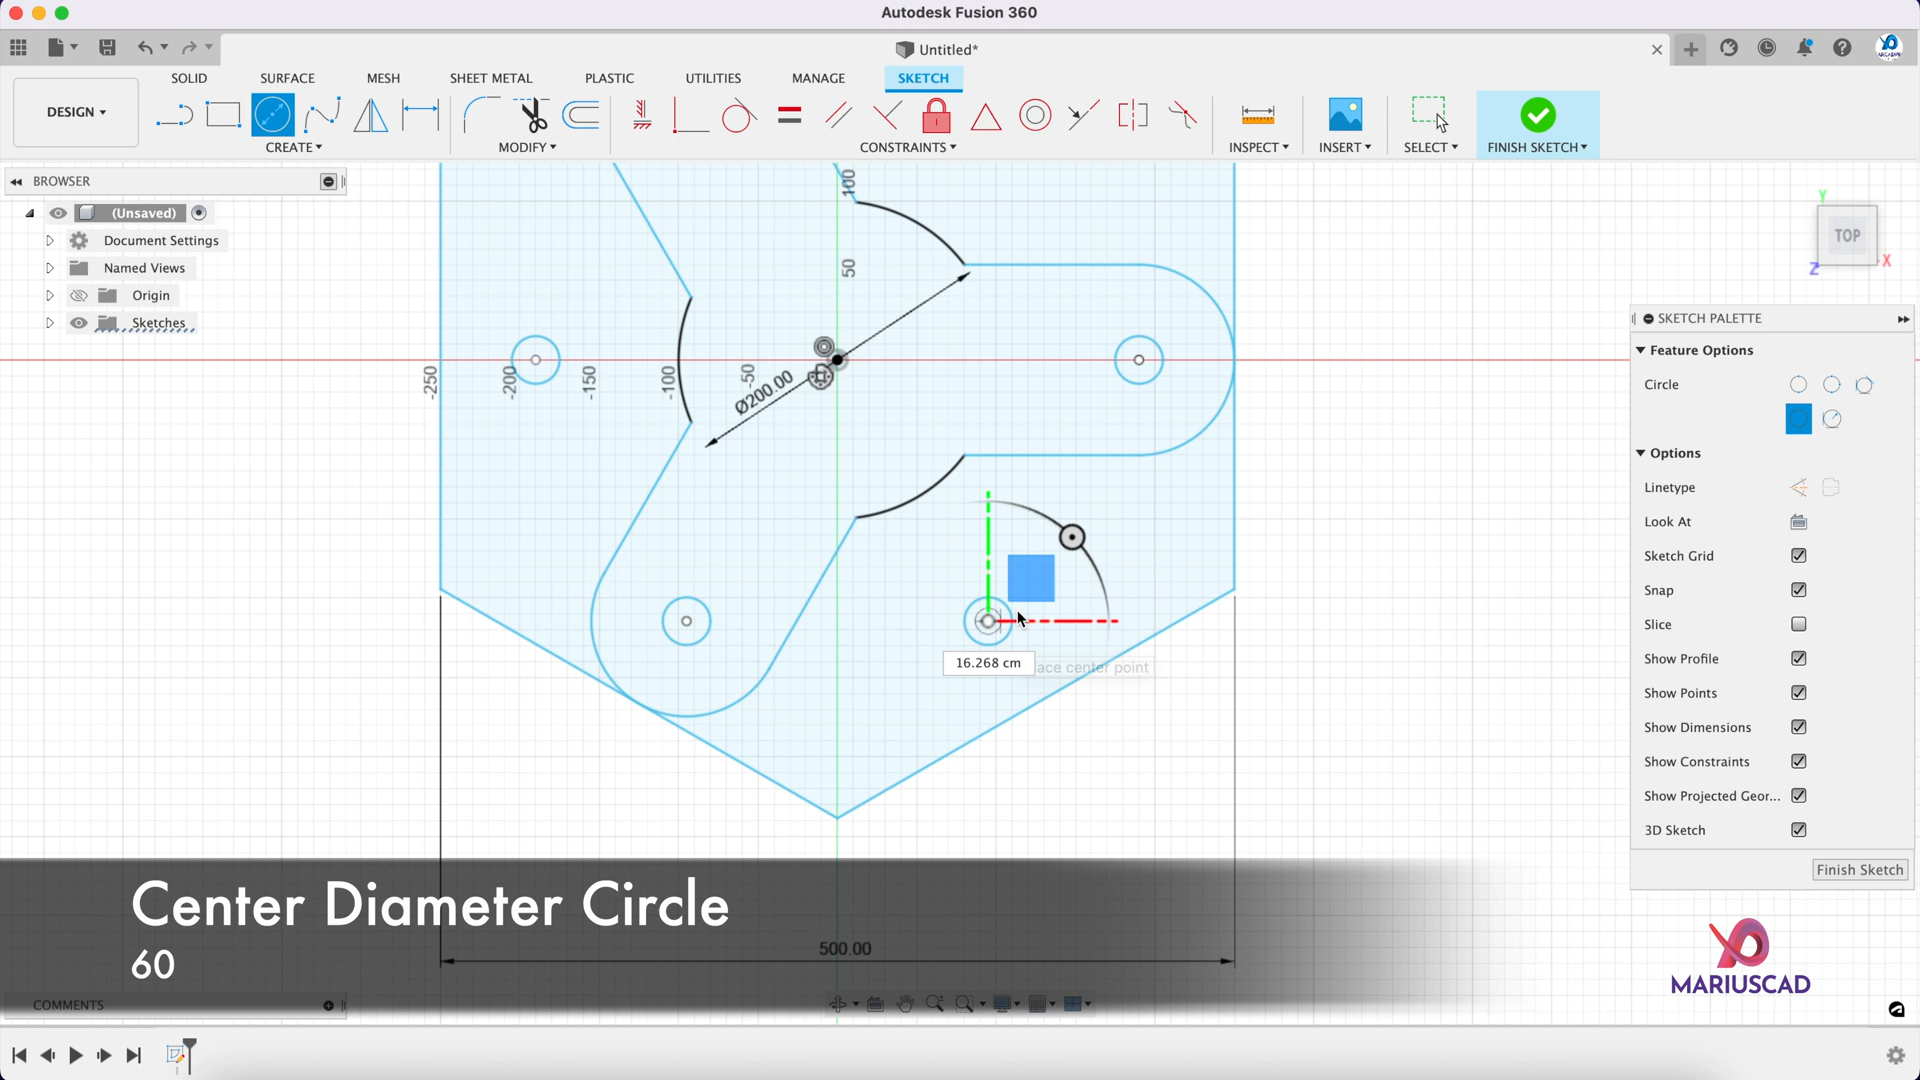 Autodesk Fusion 360
Untitled*
SOLID SURFACE MESH SHEET METAL PLASTIC UTILITIES MANAGE SKETCH
DESIGN
CREATE MODIFY CONSTRAINTS INSPECT INSERT SELECT FINISH SKETCH
BROWSER
(Unsaved)
Document Settings
Named Views
Origin
Sketches
100
50
-250
-200
-150
-100
-50
Ø200.00
Y
TOP
Z
X
SKETCH PALETTE
Feature Options
Circle
Options
Linetype
Look At
Sketch Grid
Snap
Slice
Show Profile
Show Points
Show Dimensions
Show Constraints
Show Projected Geor...
3D Sketch
Finish Sketch
16.268 cm
ace center point
Center Diameter Circle
60
500.00
MARIUSCAD
COMMENTS